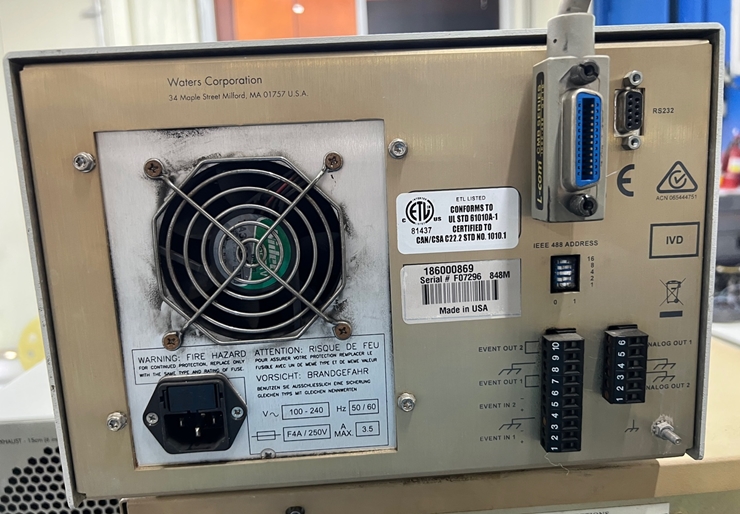 Waters Corporation
34 Maple Street Milford, MA 01757 U.S.A.
L-com
RS232
ETL LISTED
CONFORMS TO
UL STD 61010A-1
CERTIFIED TO
CAN/CSA C22.2 STD NO. 1010.1
C ETL US
81437
CE
ACN 065444751
IVD
186000869
Serial # F07296 848M
Made in USA
IEEE 488 ADDRESS
16
8
4
2
1
0 1
WARNING: FIRE HAZARD
FOR CONTINUED PROTECTION, REPLACE ONLY
WITH THE SAME TYPE AND RATING OF FUSE.
ATTENTION: RISQUE DE FEU
POUR ASSURER VOTRE PROTECTION REMPLACER LE
FUSIBLE AVEC UN DE MEME TYPE ET DE MEME VALEUR
VORSICHT: BRANDGEFAHR
BENUTZEN SIE AUSSCHLIESSLICH EINE SICHERUNG
GLEICHEN TYPS MIT GLEICHEN NENNWERTEN.
V~ 100 - 240 Hz 50/60
F4A / 250V A MAX. 3.5
EVENT OUT 2
EVENT OUT 1
EVENT IN 2
EVENT IN 1
1 2 3 4 5 6 7 8 9 10
1 2 3 4 5 6
ANALOG OUT 1
ANALOG OUT 2